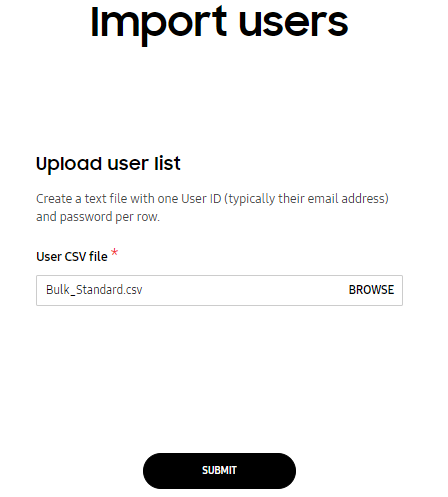 Import users
Upload user list
Create a text file with one User ID (typically their email address)
and password per row.
User CSV file *
Bulk_Standard.csv BROWSE
SUBMIT